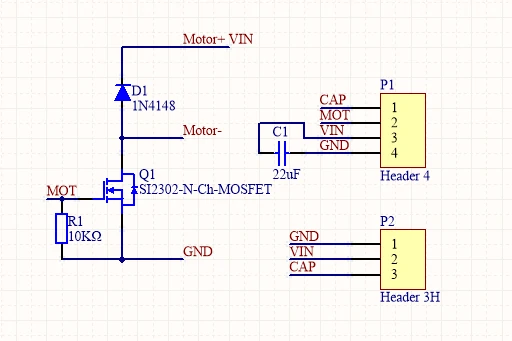 Motor+ VIN
D1
1N4148
Motor-
Q1
SI2302-N-Ch-MOSFET
MOT
R1
10KΩ
GND
C1
22uF
P1
CAP 1
MOT 2
VIN 3
GND 4
Header 4
P2
GND 1
VIN 2
CAP 3
Header 3H